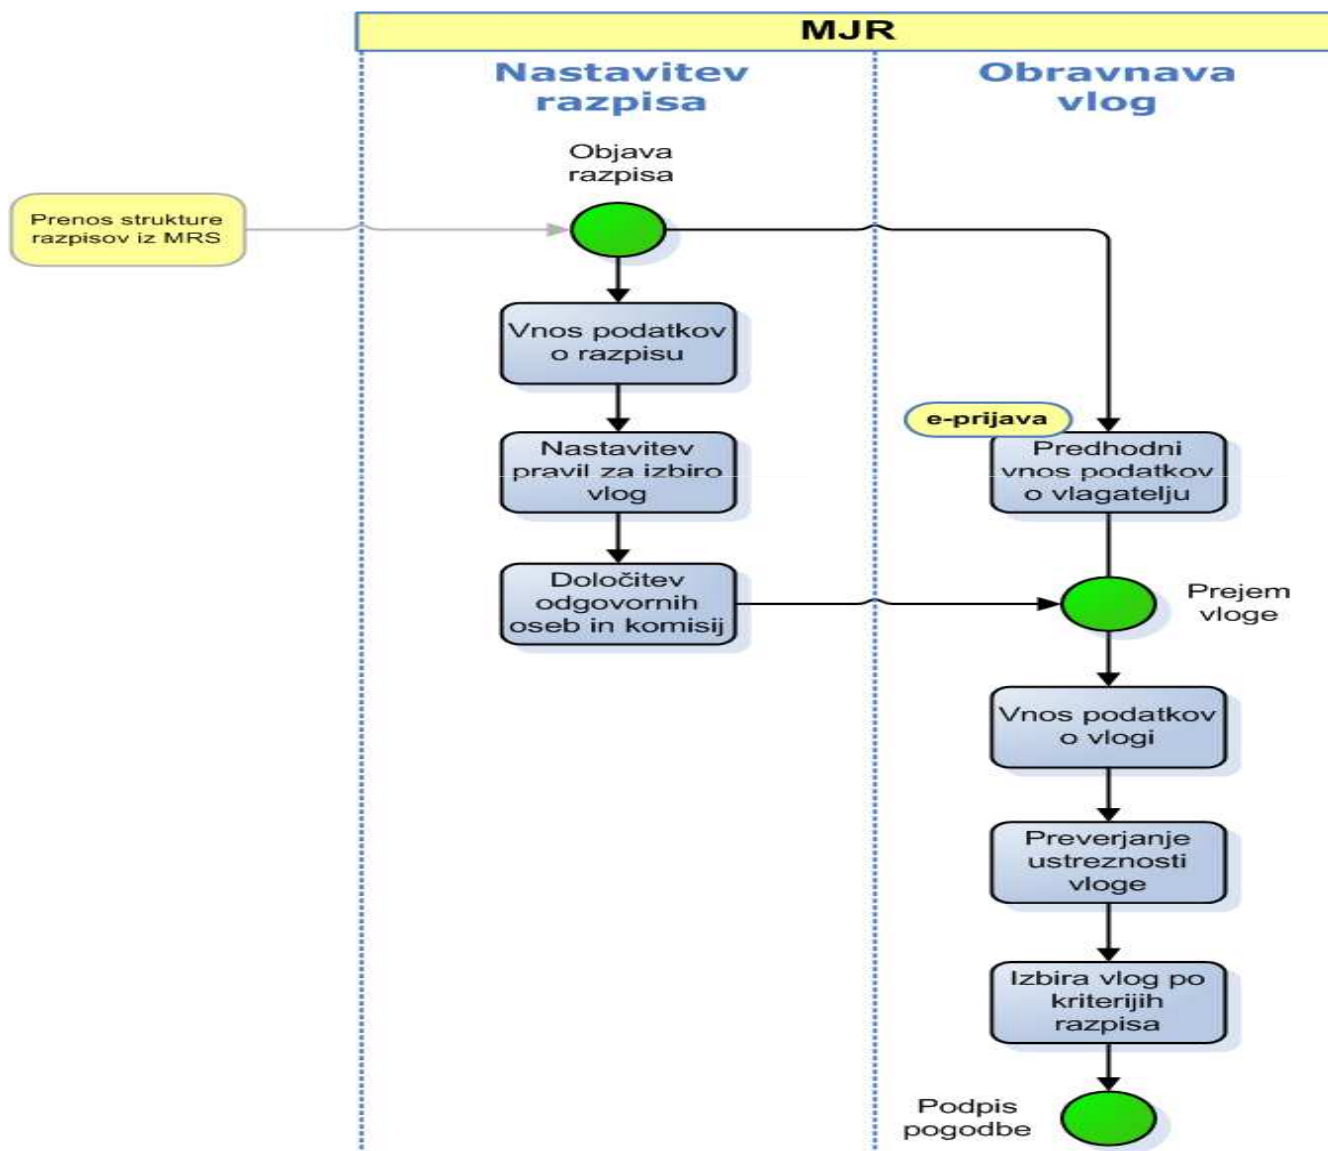 MJR
Nastavitev
razpisa
Obravnava
vlog
Objava
razpisa
Prenos strukture
razpisov iz MRS
Vnos podatkov
o razpisu
e-prijava
Nastavitev
pravil za izbiro
vlog
Predhodni
vnos podatkov
o vlagatelju
Določitev
odgovornih
oseb in komisij
Prejem
vloge
Vnos podatkov
o vlogi
Preverjanje
ustreznosti
vloge
Izbira vlog po
kriterijih
razpisa
Podpis
pogodbe